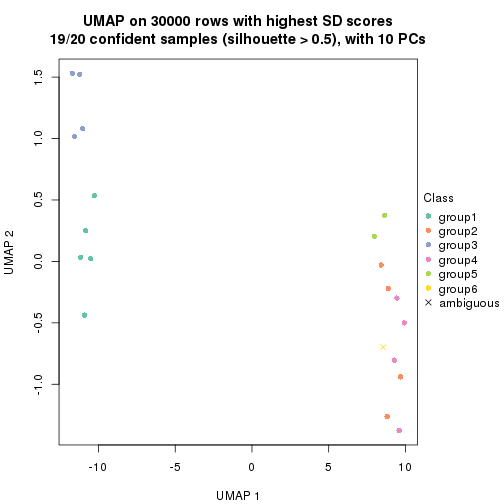 UMAP on 30000 rows with highest SD scores
19/20 confident samples (silhouette > 0.5), with 10 PCs
UMAP 2
1.5
1.0
0.5
0.0
-0.5
-1.0
-10
-5
0
5
10
UMAP 1
Class
group1
group2
group3
group4
group5
group6
ambiguous